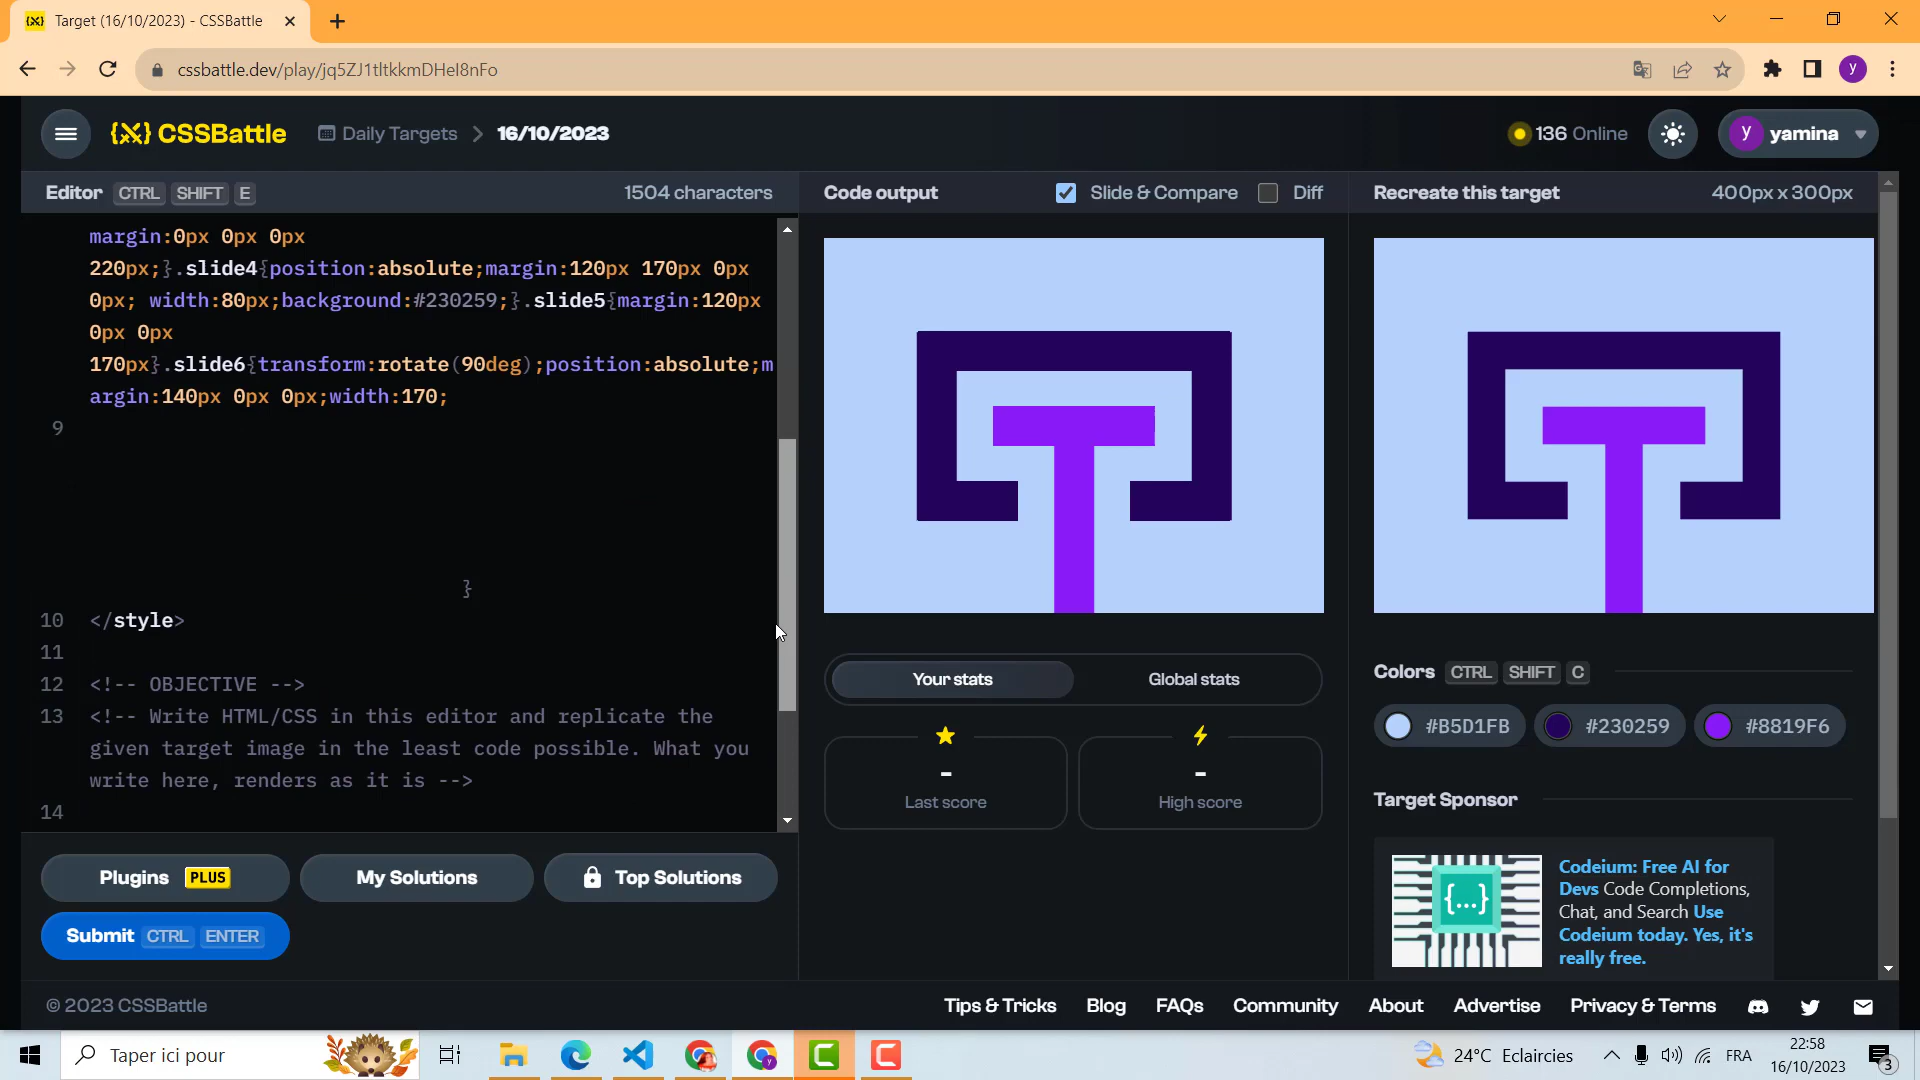 Target (16/10/2023) - CSSBattle
cssbattle.dev/play/jq5ZJ1tltkkmDHeI8nFo
y
{X} CSSBattle
Daily Targets > 16/10/2023
136 Online
y yamina
Editor CTRL SHIFT E
1504 characters
margin:0px 0px 0px
220px;}.slide4{position:absolute;margin:120px 170px 0px
0px; width:80px;background:#230259;}.slide5{margin:120px
0px 0px
170px}.slide6{transform:rotate(90deg);position:absolute;m
argin:140px 0px 0px;width:170;
9
}
10 </style>
11
12 <!-- OBJECTIVE -->
13 <!-- Write HTML/CSS in this editor and replicate the
given target image in the least code possible. What you
write here, renders as it is -->
14
Plugins PLUS
My Solutions
Top Solutions
Submit CTRL ENTER
Code output
Slide & Compare
Diff
Your stats
Global stats
-
Last score
-
High score
Recreate this target
400px x 300px
Colors CTRL SHIFT C
#B5D1FB
#230259
#8819F6
Target Sponsor
{...}
Codeium: Free AI for
Devs Code Completions,
Chat, and Search Use
Codeium today. Yes, it's
really free.
© 2023 CSSBattle
Tips & Tricks
Blog
FAQs
Community
About
Advertise
Privacy & Terms
Taper ici pour
24°C Eclaircies
FRA
22:58
16/10/2023
3